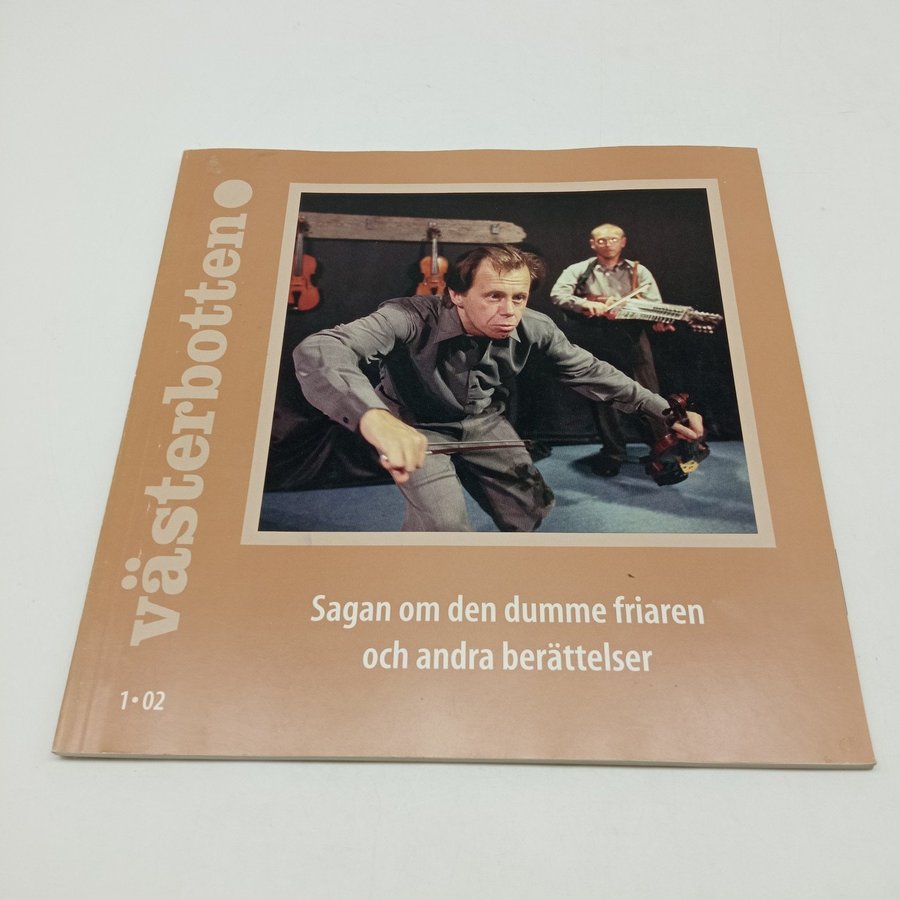 västerbotten
Sagan om den dumme friaren
och andra berättelser
1•02